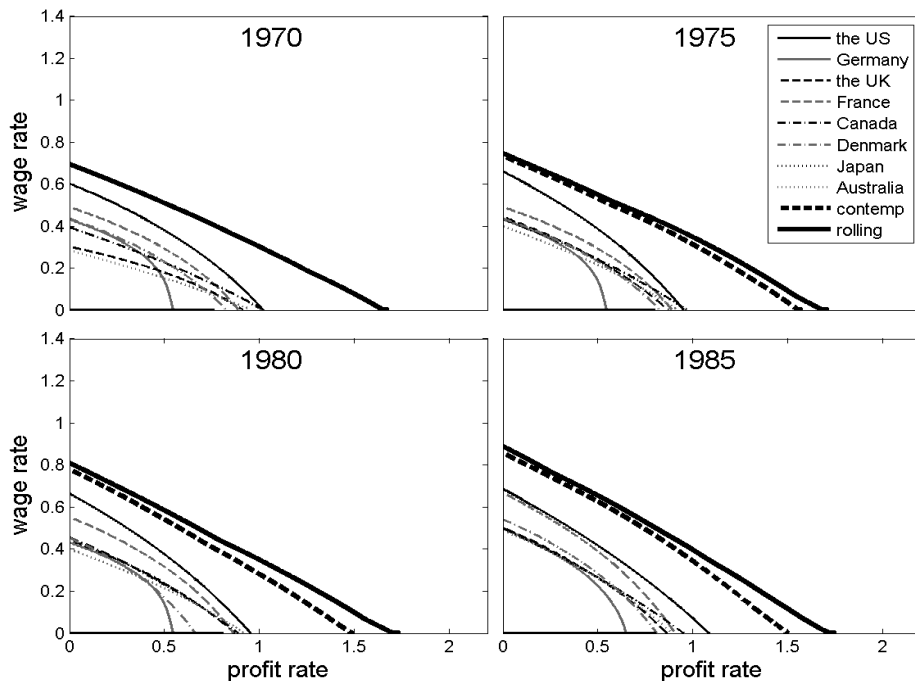 1970
1.4
1.2
1
0.8
0.6
0.4
0.2
0
wage rate
1975
the US
Germany
the UK
France
Canada
Denmark
Japan
Australia
contemp
rolling
profit rate
1980
1.4
1.2
1
0.8
0.6
0.4
0.2
0
wage rate
0
0.5
1
1.5
2
profit rate
1985
0
0.5
1
1.5
2
profit rate